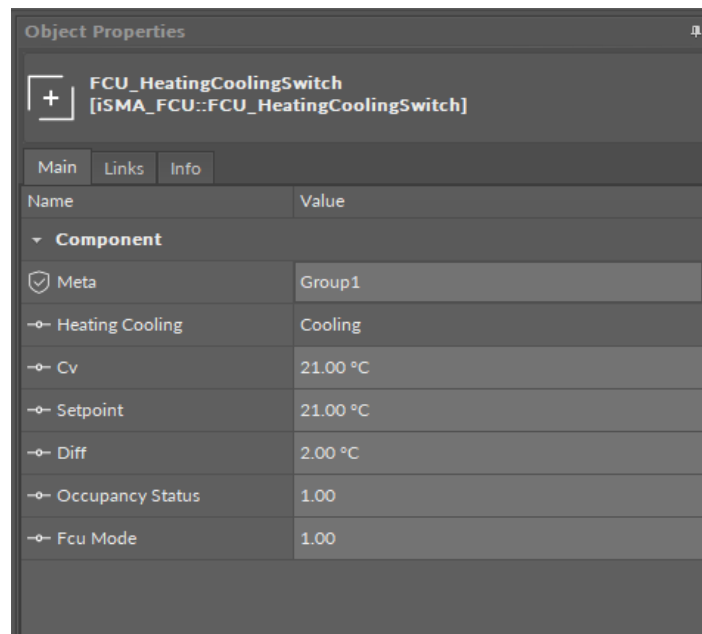 Object Properties
FCU_HeatingCoolingSwitch
[iSMA_FCU::FCU_HeatingCoolingSwitch]
Main Links Info
Name Value
Component
Meta Group1
Heating Cooling Cooling
Cv 21.00 °C
Setpoint 21.00 °C
Diff 2.00 °C
Occupancy Status 1.00
Fcu Mode 1.00